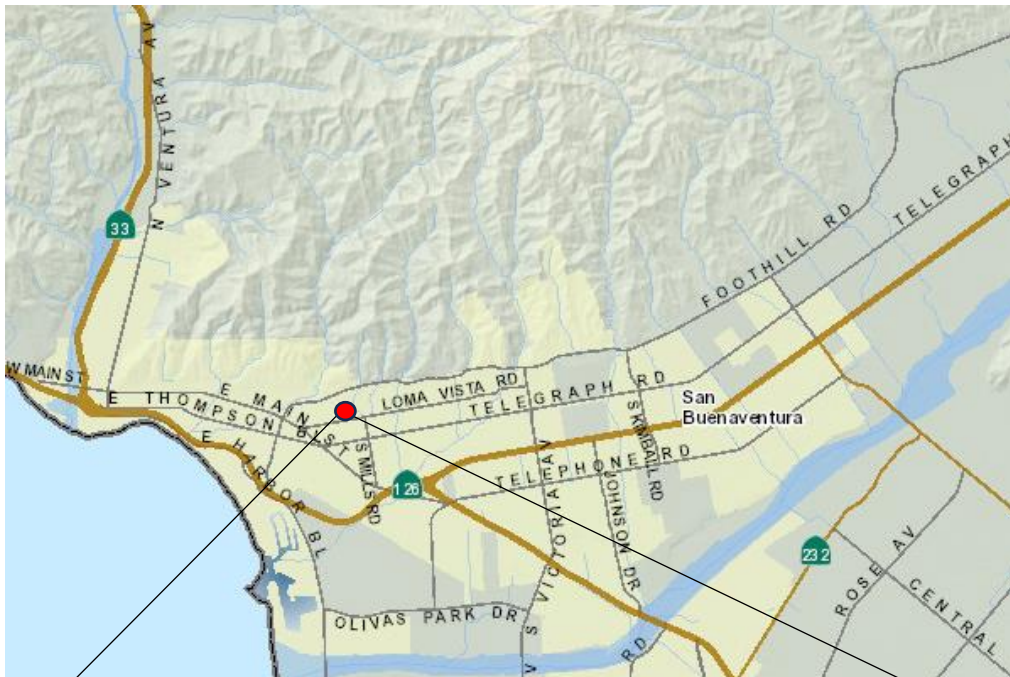 N VENTURA AV
33
FOOTHILL RD
TELEGRAPH
W MAIN ST
E THOMPSON BL
E MAIN ST
LOMA VISTA RD
TELEGRAPH RD
San
Buenaventura
E HARBOR BL
S MILLS RD
126
TELEPHONE RD
S KIMBALL RD
S VICTORIA AV
JOHNSON DR
232
ROSE AV
CENTRAL
OLIVAS PARK DR
V
RD